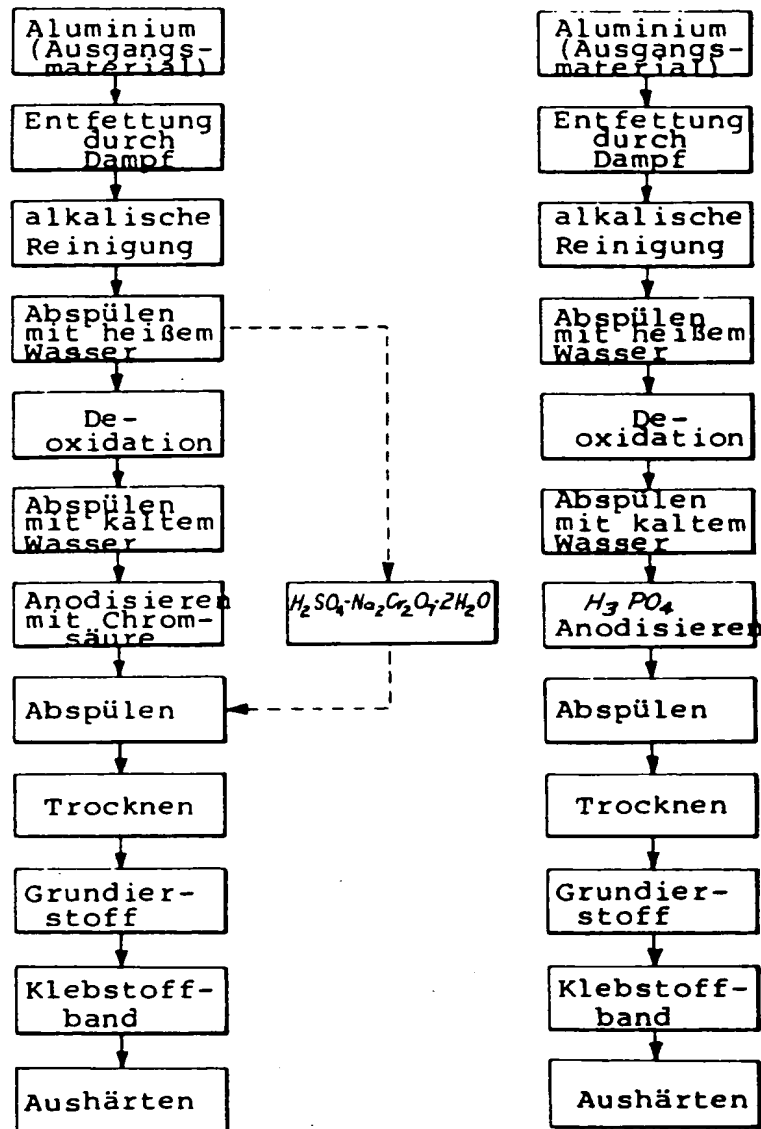 Aluminium
(Ausgangs-
material)
Entfettung
durch
Dampf
alkalische
Reinigung
Abspülen
mit heißem
Wasser
De-
oxidation
Abspülen
mit kaltem
Wasser
Anodisieren
mit Chrom-
säure
Abspülen
Trocknen
Grundier-
stoff
Klebstoff-
band
Aushärten
H₂SO₄-Na₂Cr₂O₇·2H₂O
Aluminium
(Ausgangs-
material)
Entfettung
durch
Dampf
alkalische
Reinigung
Abspülen
mit heißem
Wasser
De-
oxidation
Abspülen
mit kaltem
Wasser
H₃PO₄
Anodisieren
Abspülen
Trocknen
Grundier-
stoff
Klebstoff-
band
Aushärten